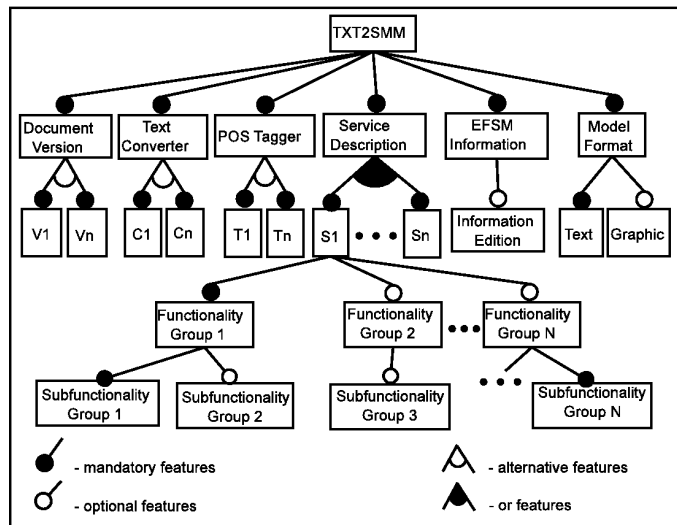 TXT2SMM
Document
Version
Text
Converter
POS Tagger
Service
Description
EFSM
Information
Model
Format
V1
Vn
C1
Cn
T1
Tn
S1
Sn
Information
Edition
Text
Graphic
Functionality
Group 1
Functionality
Group 2
Functionality
Group N
Subfunctionality
Group 1
Subfunctionality
Group 2
Subfunctionality
Group 3
Subfunctionality
Group N
- mandatory features
- alternative features
- optional features
- or features